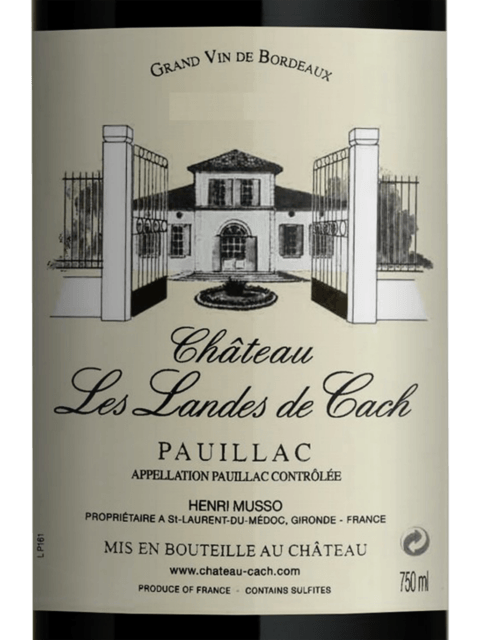 GRAND VIN DE BORDEAUX
Château
Les Landes de Cach
PAUILLAC
APPELLATION PAUILLAC CONTRÔLÉE
HENRI MUSSO
PROPRIÉTAIRE A St-LAURENT-DU-MÉDOC, GIRONDE - FRANCE
MIS EN BOUTEILLE AU CHÂTEAU
www.chateau-cach.com
PRODUCE OF FRANCE - CONTAINS SULFITES
750 ml
LP161